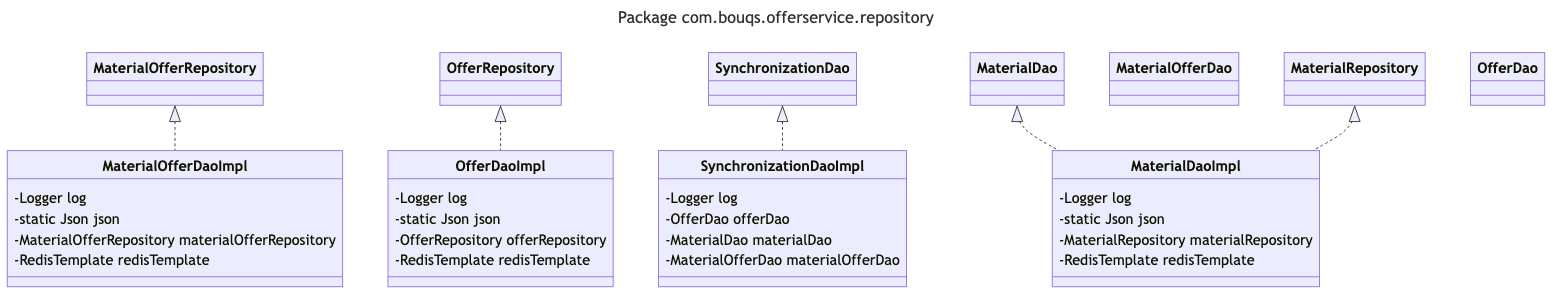 Package com.bouqs.offerservice.repository
MaterialOfferRepository
OfferRepository
SynchronizationDao
MaterialDao
MaterialOfferDao
MaterialRepository
OfferDao
MaterialOfferDaoImpl
-Logger log
-static Json json
-MaterialOfferRepository materialOfferRepository
-RedisTemplate redisTemplate
OfferDaoImpl
-Logger log
-static Json json
-OfferRepository offerRepository
-RedisTemplate redisTemplate
SynchronizationDaoImpl
-Logger log
-OfferDao offerDao
-MaterialDao materialDao
-MaterialOfferDao materialOfferDao
MaterialDaoImpl
-Logger log
-static Json json
-MaterialRepository materialRepository
-RedisTemplate redisTemplate